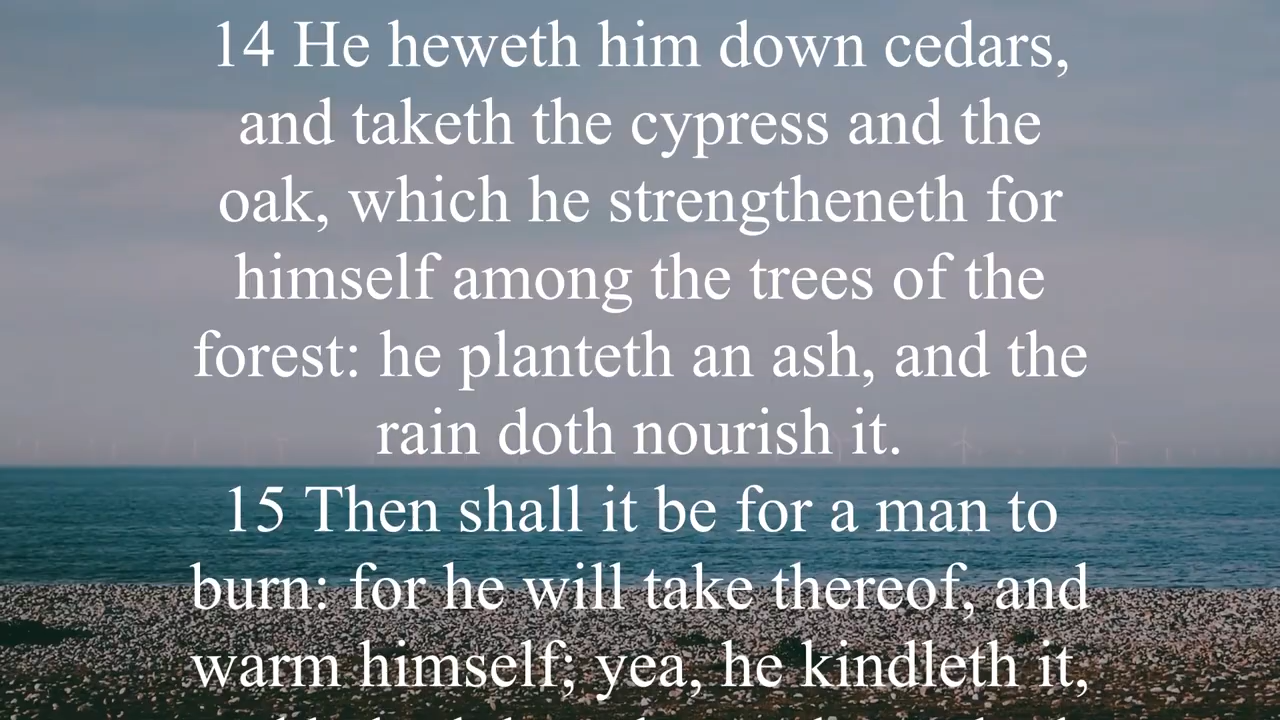 14 He heweth him down cedars,
and taketh the cypress and the
oak, which he strengtheneth for
himself among the trees of the
forest: he planteth an ash, and the
rain doth nourish it.
15 Then shall it be for a man to
burn: for he will take thereof, and
warm himself; yea, he kindleth it,